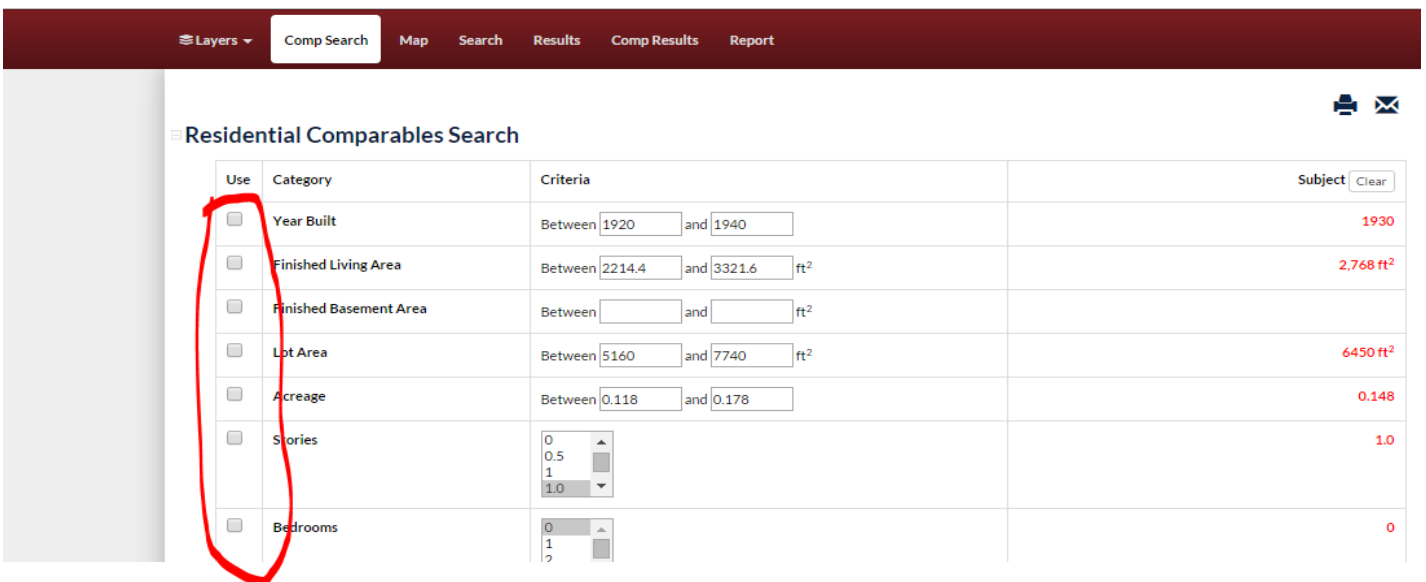 Layers Comp Search Map Search Results Comp Results Report
Residential Comparables Search
Use Category Criteria Subject Clear
Year Built Between 1920 and 1940 1930
Finished Living Area Between 2214.4 and 3321.6 ft² 2,768 ft²
Finished Basement Area Between and ft²
Lot Area Between 5160 and 7740 ft² 6450 ft²
Acreage Between 0.118 and 0.178 0.148
Stories 0 1.0
0.5
1
1.0
Bedrooms 0 0
1
2